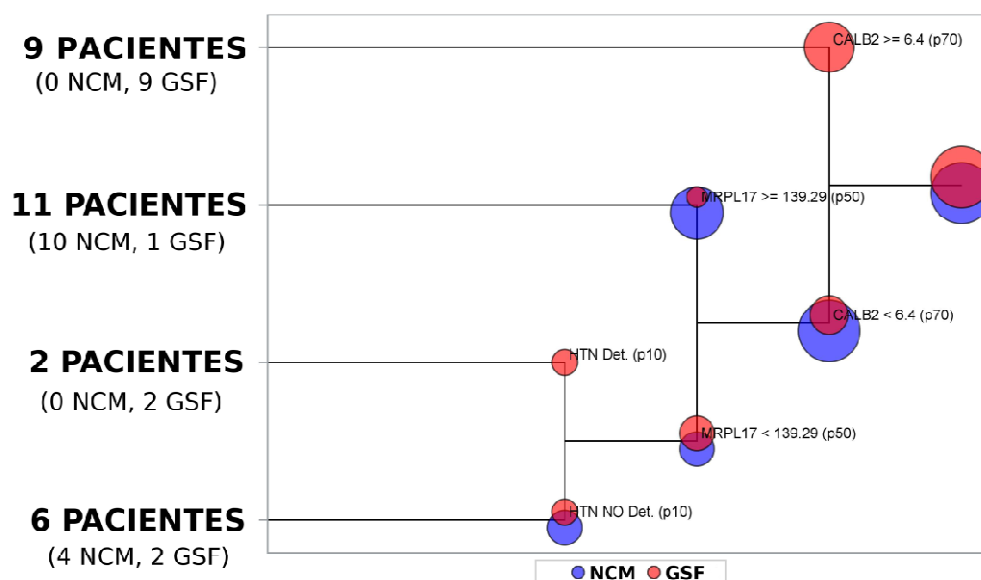 9 PACIENTES
(0 NCM, 9 GSF)
CALB2 >= 6.4 (p70)
11 PACIENTES
(10 NCM, 1 GSF)
MRPL17 >= 139.29 (p50)
CALB2 < 6.4 (p70)
2 PACIENTES
(0 NCM, 2 GSF)
HTN Det. (p10)
MRPL17 < 139.29 (p50)
6 PACIENTES
(4 NCM, 2 GSF)
HTN NO Det. (p10)
NCM GSF